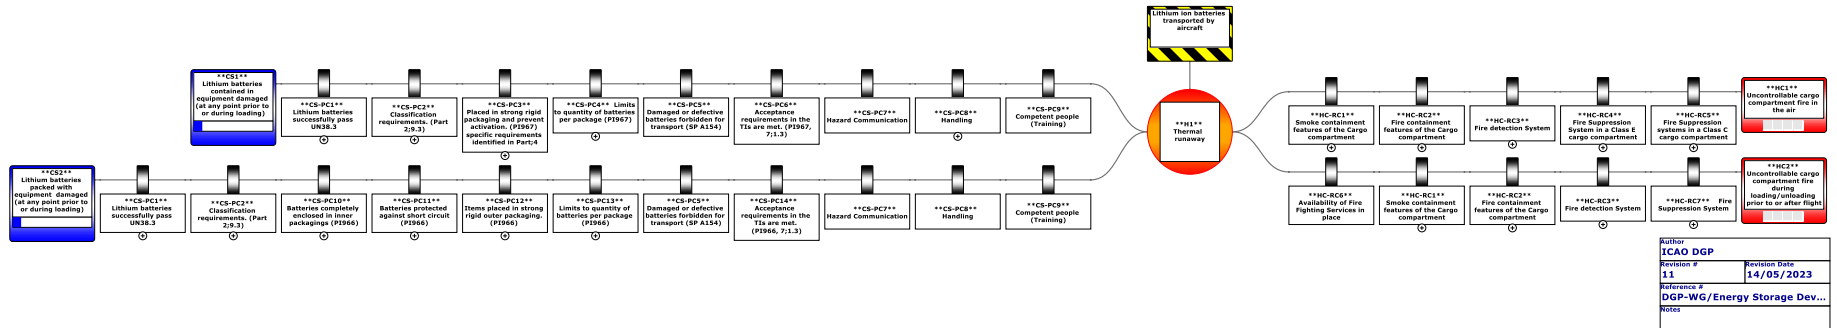 Lithium ion batteries
transported by
aircraft
**CS1**
Lithium batteries
contained in
equipment damaged
(at any point prior to
or during loading)
**CS-PC1**
Lithium batteries
successfully pass
UN38.3
**CS-PC2**
Classification
requirements. (Part
2;9.3)
**CS-PC3**
Placed in strong rigid
packaging and prevent
activation. (PI967)
specific requirements
identified in Part;4
**CS-PC4** Limits
to quantity of batteries
per package (PI967)
**CS-PC5**
Damaged or defective
batteries forbidden for
transport (SP A154)
**CS-PC6**
Acceptance
requirements in the
TIs are met. (PI967,
7;1.3)
**CS-PC7**
Hazard Communication
**CS-PC8**
Handling
**CS-PC9**
Competent people
(Training)
**H1**
Thermal
runaway
**HC-RC1**
Smoke containment
features of the Cargo
compartment
**HC-RC2**
Fire containment
features of the Cargo
compartment
**HC-RC3**
Fire detection System
**HC-RC4**
Fire Suppression
System in a Class E
cargo compartment
**HC-RC5**
Fire Suppression
systems in a Class C
cargo compartment
**HC1**
Uncontrollable cargo
compartment fire in
the air
**CS2**
Lithium batteries
packed with
equipment damaged
(at any point prior to
or during loading)
**CS-PC1**
Lithium batteries
successfully pass
UN38.3
**CS-PC2**
Classification
requirements. (Part
2;9.3)
**CS-PC10**
Batteries completely
enclosed in inner
packagings (PI966)
**CS-PC11**
Batteries protected
against short circuit
(PI966)
**CS-PC12**
Items placed in strong
rigid outer packaging.
(PI966)
**CS-PC13**
Limits to quantity of
batteries per package
(PI966)
**CS-PC5**
Damaged or defective
batteries forbidden for
transport (SP A154)
**CS-PC14**
Acceptance
requirements in the
TIs are met.
(PI966, 7;1.3)
**CS-PC7**
Hazard Communication
**CS-PC8**
Handling
**CS-PC9**
Competent people
(Training)
**HC-RC6**
Availability of Fire
Fighting Services in
place
**HC-RC1**
Smoke containment
features of the Cargo
compartment
**HC-RC2**
Fire containment
features of the Cargo
compartment
**HC-RC3**
Fire detection System
**HC-RC7** Fire
Suppression System
**HC2**
Uncontrollable cargo
compartment fire
during
loading/unloading
prior to or after flight
Author
ICAO DGP
Revision #
11
Revision Date
14/05/2023
Reference #
DGP-WG/Energy Storage Dev...
Notes